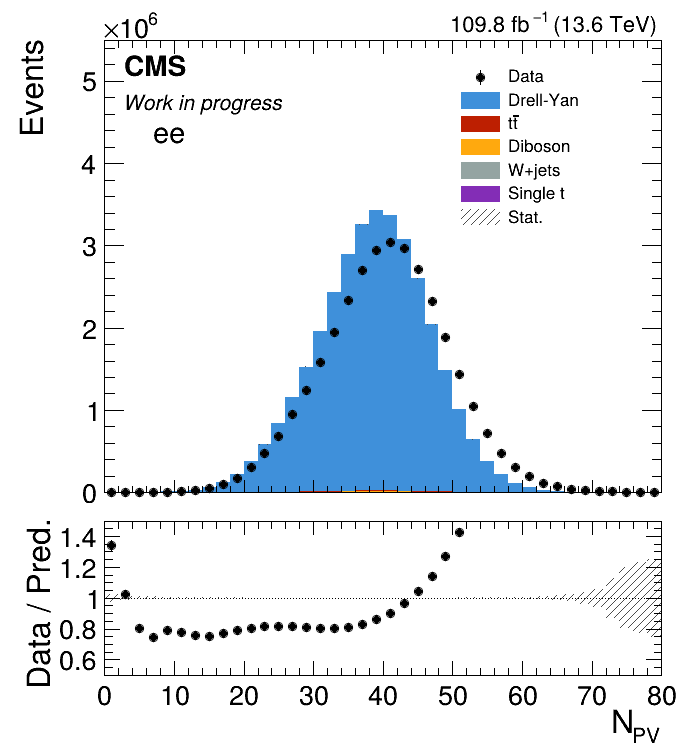 ×10⁶
109.8 fb⁻¹ (13.6 TeV)
Events
CMS
Work in progress
ee
Data
Drell-Yan
tt̅
Diboson
W+jets
Single t
Stat.
5
4
3
2
1
0
Data / Pred.
1.4
1.2
1
0.8
0.6
0 10 20 30 40 50 60 70 80
N_PV